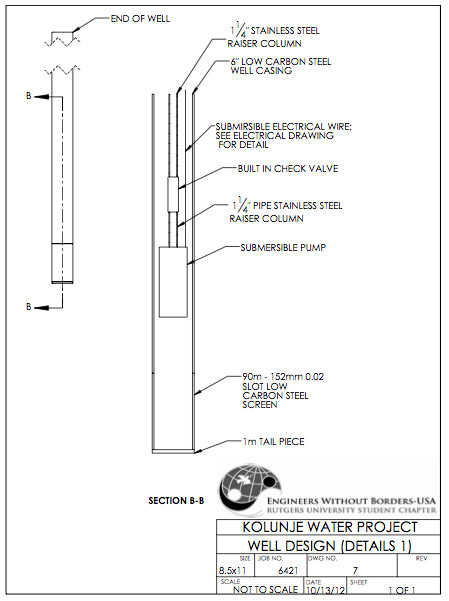 END OF WELL
1 1/4" STAINLESS STEEL
RAISER COLUMN
6" LOW CARBON STEEL
WELL CASING
B
SUBMIRSIBLE ELECTRICAL WIRE;
SEE ELECTRICAL DRAWING
FOR DETAIL
BUILT IN CHECK VALVE
1 1/4" PIPE STAINLESS STEEL
RAISER COLUMN
SUBMERSIBLE PUMP
B
90m - 152mm 0.02
SLOT LOW
CARBON STEEL
SCREEN
1m TAIL PIECE
SECTION B-B
ENGINEERS WITHOUT BORDERS-USA
RUTGERS UNIVERSITY STUDENT CHAPTER
KOLUNJE WATER PROJECT
WELL DESIGN (DETAILS 1)
SIZE JOB NO. DWG NO. REV
8.5x11 6421 7
SCALE DATE SHEET
NOT TO SCALE 10/13/12 1 OF 1